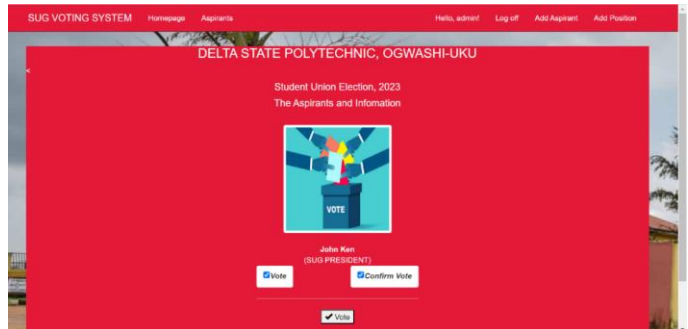 SUG VOTING SYSTEM Homepage Aspirants Hello, admin! Log off Add Aspirant Add Position
DELTA STATE POLYTECHNIC, OGWASHI-UKU
<
Student Union Election, 2023
The Aspirants and Infomation
VOTE
John Ken
(SUG PRESIDENT)
Vote Confirm Vote
Vote